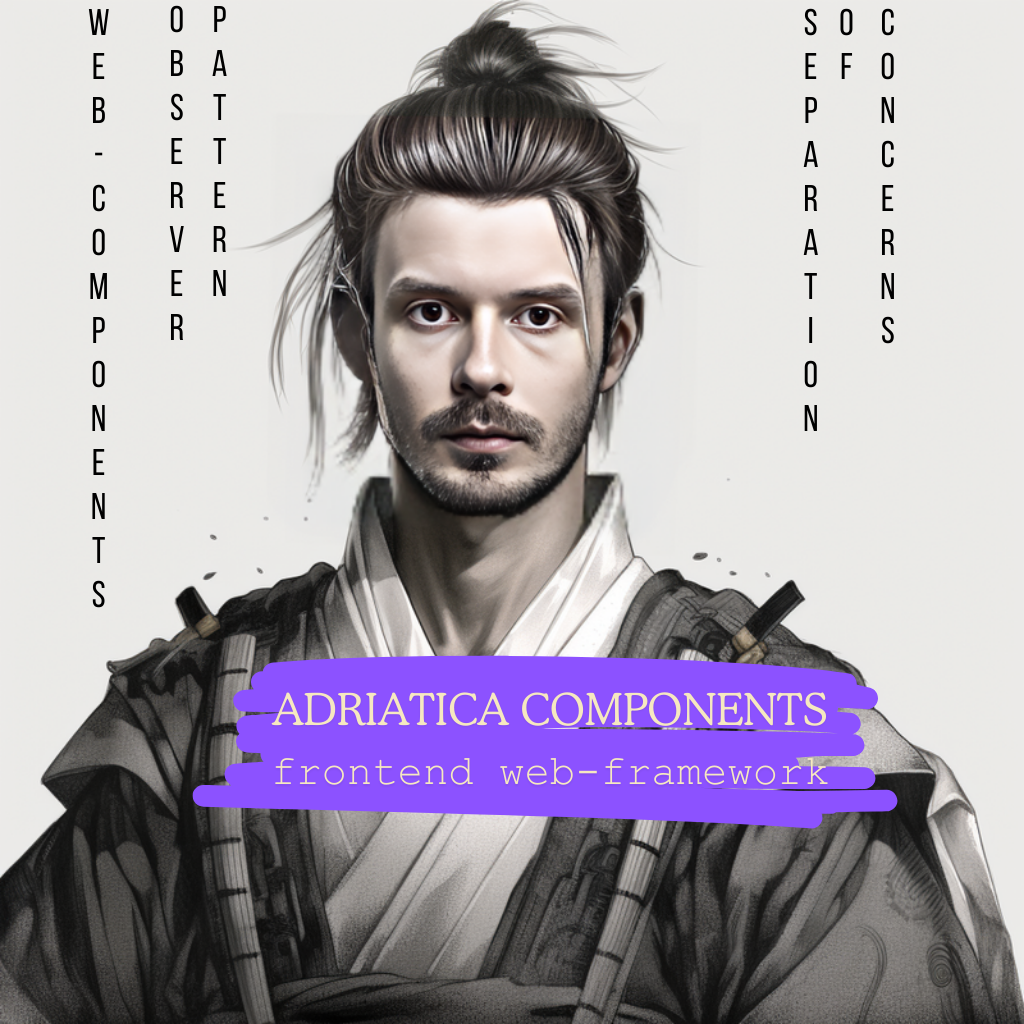 WEB-COMPONENTS
OBSERVER
PATTERN
SEPARATION
OF
CONCERNS
ADRIATICA COMPONENTS
frontend web-framework